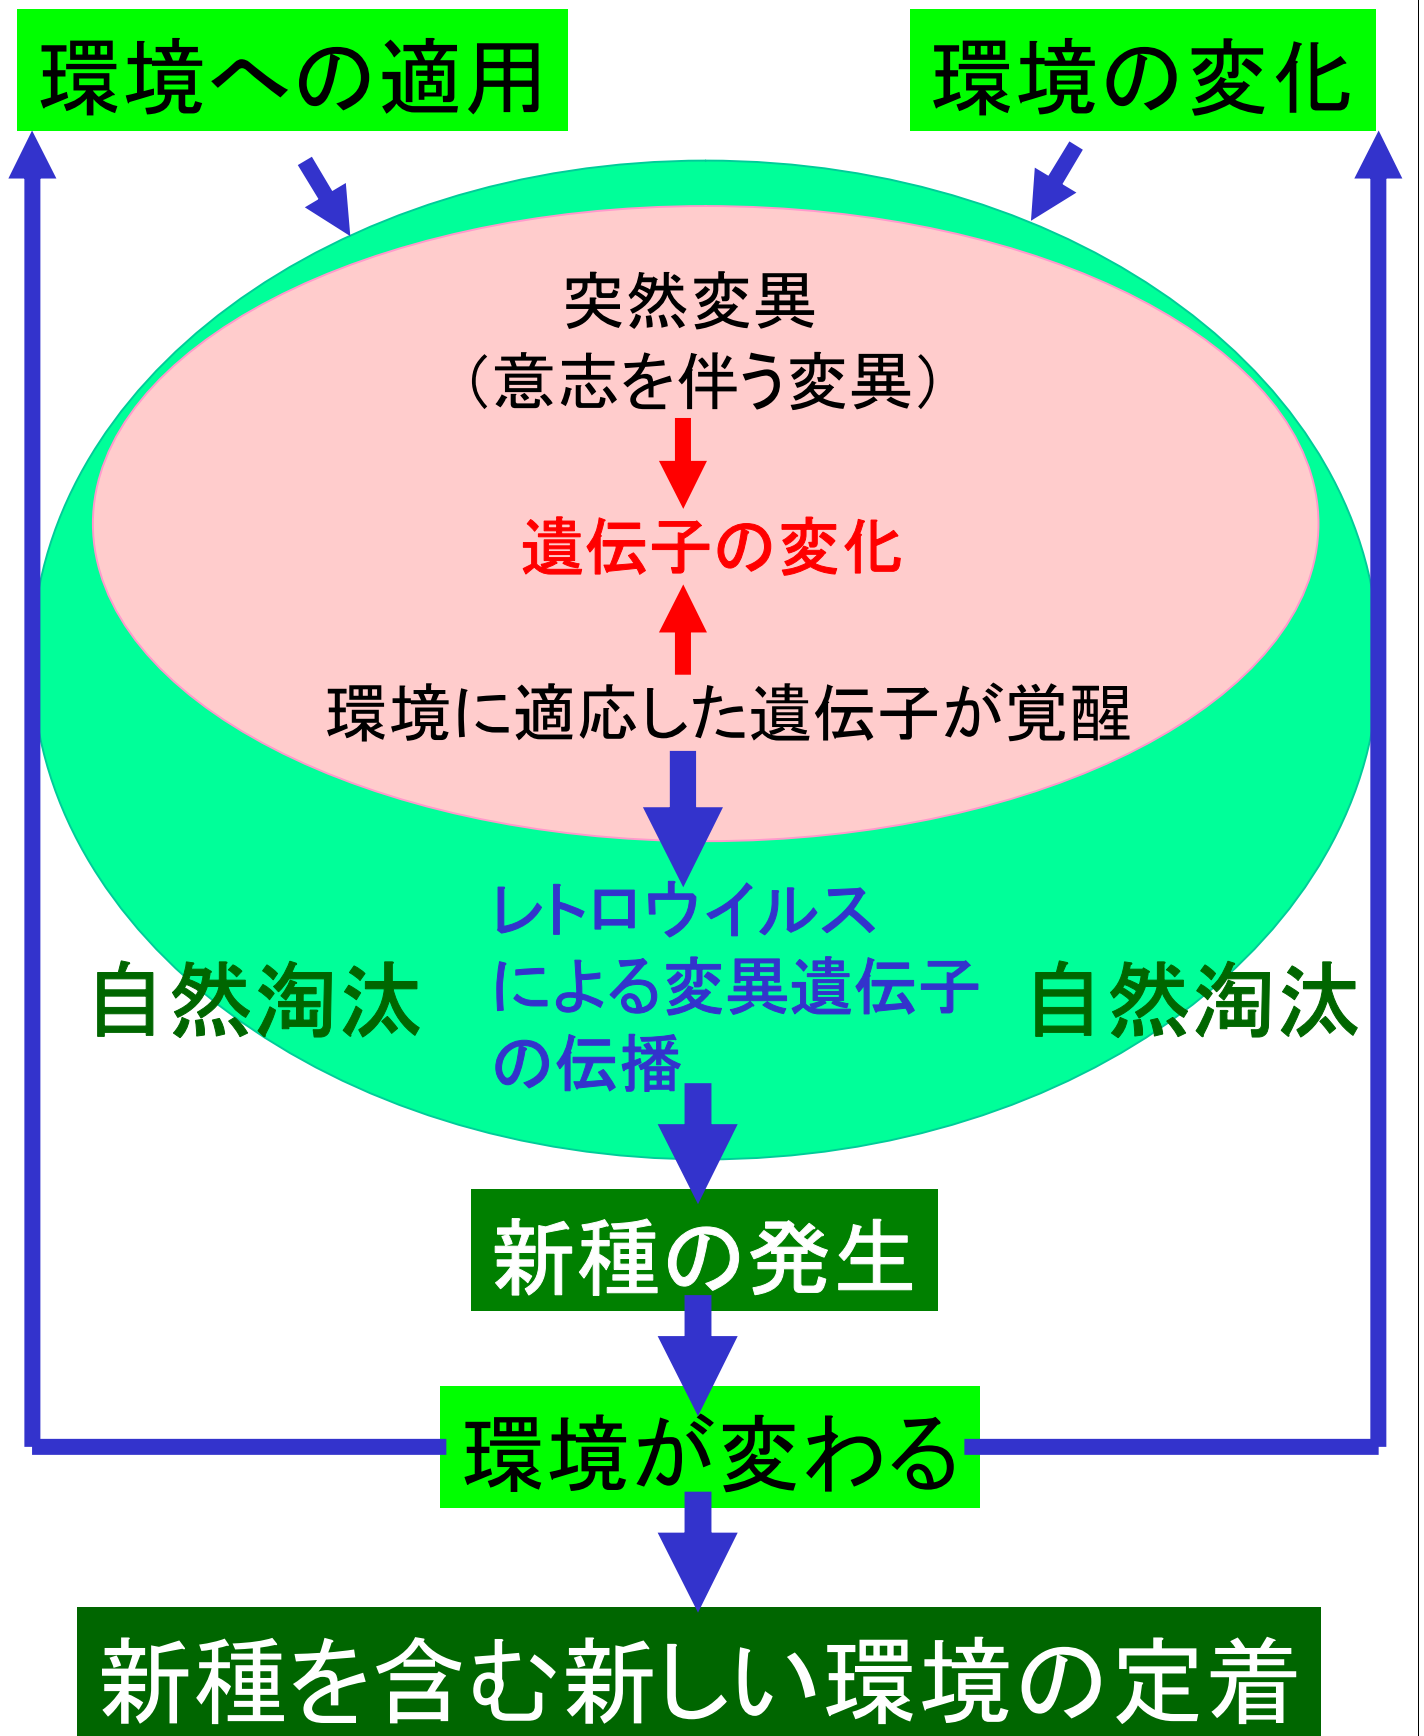 環境への適用
環境の変化
突然変異
（意志を伴う変異）
遺伝子の変化
環境に適応した遺伝子が覚醒
レトロウイルス
による変異遺伝子
の伝播
自然淘汰
自然淘汰
新種の発生
環境が変わる
新種を含む新しい環境の定着